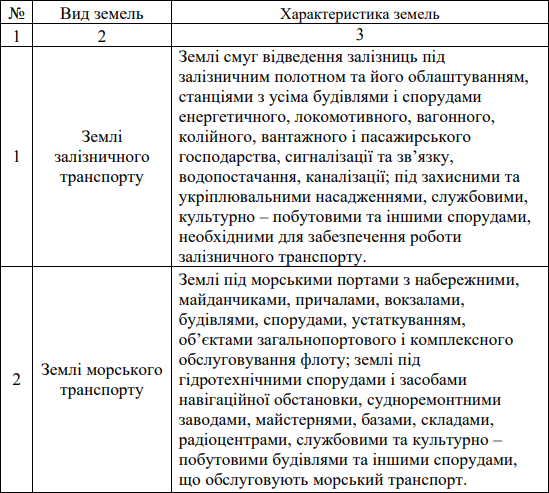 № Вид земель Характеристика земель
1 2 3
1
Землі
залізничного
транспорту
Землі смуг відведення залізниць під
залізничним полотном та його облаштуванням,
станціями з усіма будівлями і спорудами
енергетичного, локомотивного, вагонного,
колійного, вантажного і пасажирського
господарства, сигналізації та зв’язку,
водопостачання, каналізації; під захисними та
укріплювальними насадженнями, службовими,
культурно – побутовими та іншими спорудами,
необхідними для забезпечення роботи
залізничного транспорту.
2
Землі морського
транспорту
Землі під морськими портами з набережними,
майданчиками, причалами, вокзалами,
будівлями, спорудами, устаткуванням,
об’єктами загальнопортового і комплексного
обслуговування флоту; землі під
гідротехнічними спорудами і засобами
навігаційної обстановки, судноремонтними
заводами, майстернями, базами, складами,
радіоцентрами, службовими та культурно –
побутовими будівлями та іншими спорудами,
що обслуговують морський транспорт.